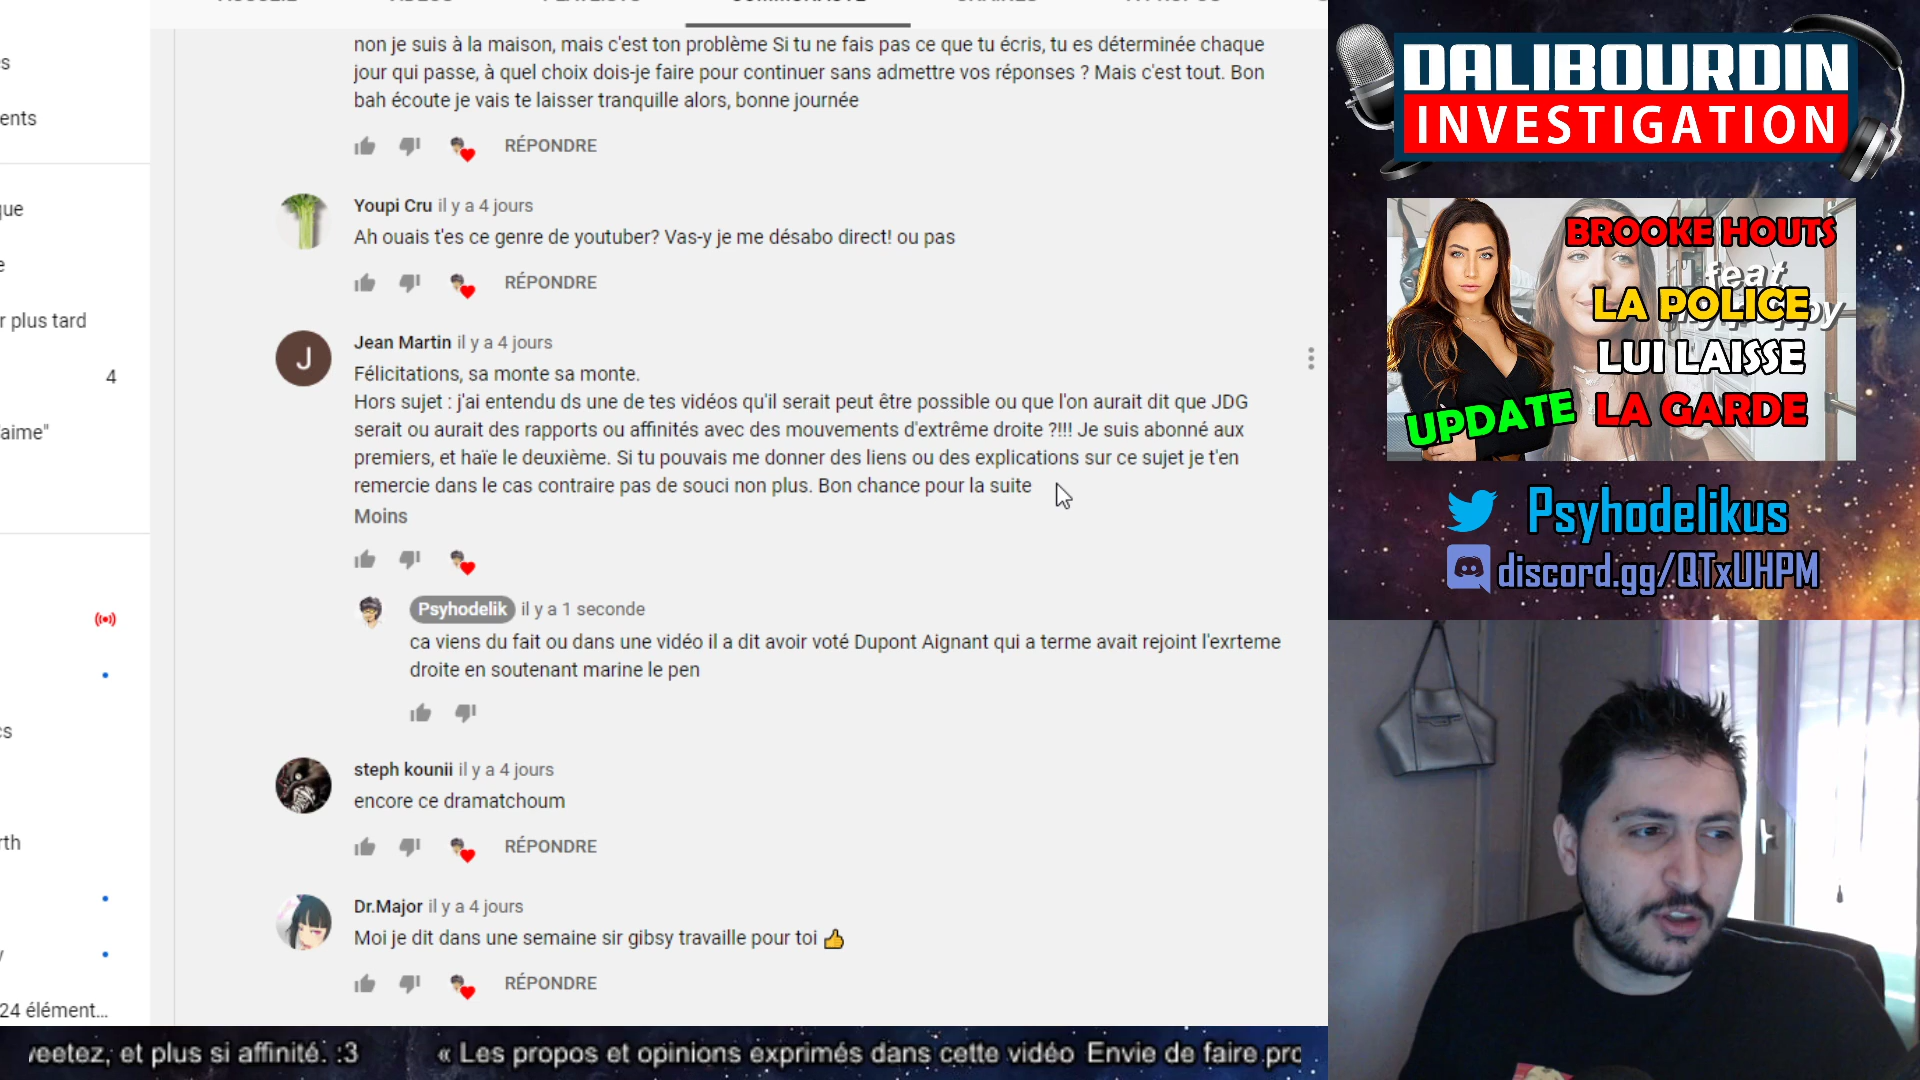 ents
que
r plus tard
4
aime"
rth
24 élément...
non je suis à la maison, mais c'est ton problème Si tu ne fais pas ce que tu écris, tu es déterminée chaque
jour qui passe, à quel choix dois-je faire pour continuer sans admettre vos réponses ? Mais c'est tout. Bon
bah écoute je vais te laisser tranquille alors, bonne journée
RÉPONDRE
Youpi Cru il y a 4 jours
Ah ouais t'es ce genre de youtuber? Vas-y je me désabo direct! ou pas
RÉPONDRE
J
Jean Martin il y a 4 jours
Félicitations, sa monte sa monte.
Hors sujet : j'ai entendu ds une de tes vidéos qu'il serait peut être possible ou que l'on aurait dit que JDG
serait ou aurait des rapports ou affinités avec des mouvements d'extrême droite ?!!! Je suis abonné aux
premiers, et haïe le deuxième. Si tu pouvais me donner des liens ou des explications sur ce sujet je t'en
remercie dans le cas contraire pas de souci non plus. Bon chance pour la suite
Moins
Psyhodelik il y a 1 seconde
ca viens du fait ou dans une vidéo il a dit avoir voté Dupont Aignant qui a terme avait rejoint l'exrteme
droite en soutenant marine le pen
steph kounii il y a 4 jours
encore ce dramatchoum
RÉPONDRE
Dr.Major il y a 4 jours
Moi je dit dans une semaine sir gibsy travaille pour toi 👍
RÉPONDRE
DALIBOURDIN
INVESTIGATION
BROOKE HOUTS
feat
LA POLICE
LUI LAISSE
LA GARDE
UPDATE
Psyhodelikus
discord.gg/QTxUHPM
veetez, et plus si affinité. :3 « Les propos et opinions exprimés dans cette vidéo Envie de faire pro